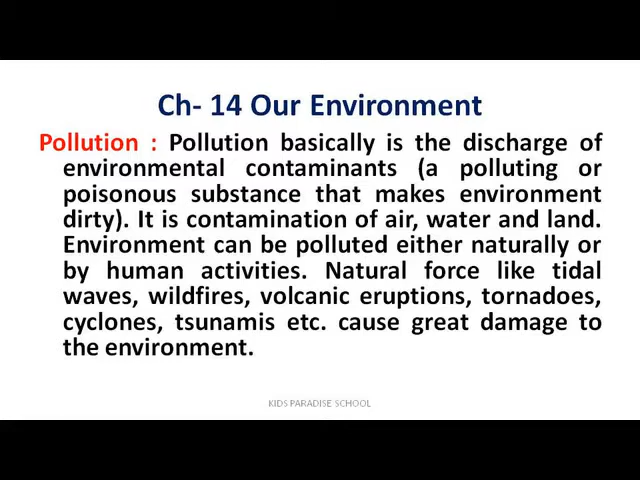 Ch- 14 Our Environment
Pollution : Pollution basically is the discharge of
environmental contaminants (a polluting or
poisonous substance that makes environment
dirty). It is contamination of air, water and land.
Environment can be polluted either naturally or
by human activities. Natural force like tidal
waves, wildfires, volcanic eruptions, tornadoes,
cyclones, tsunamis etc. cause great damage to
the environment.
KIDS PARADISE SCHOOL